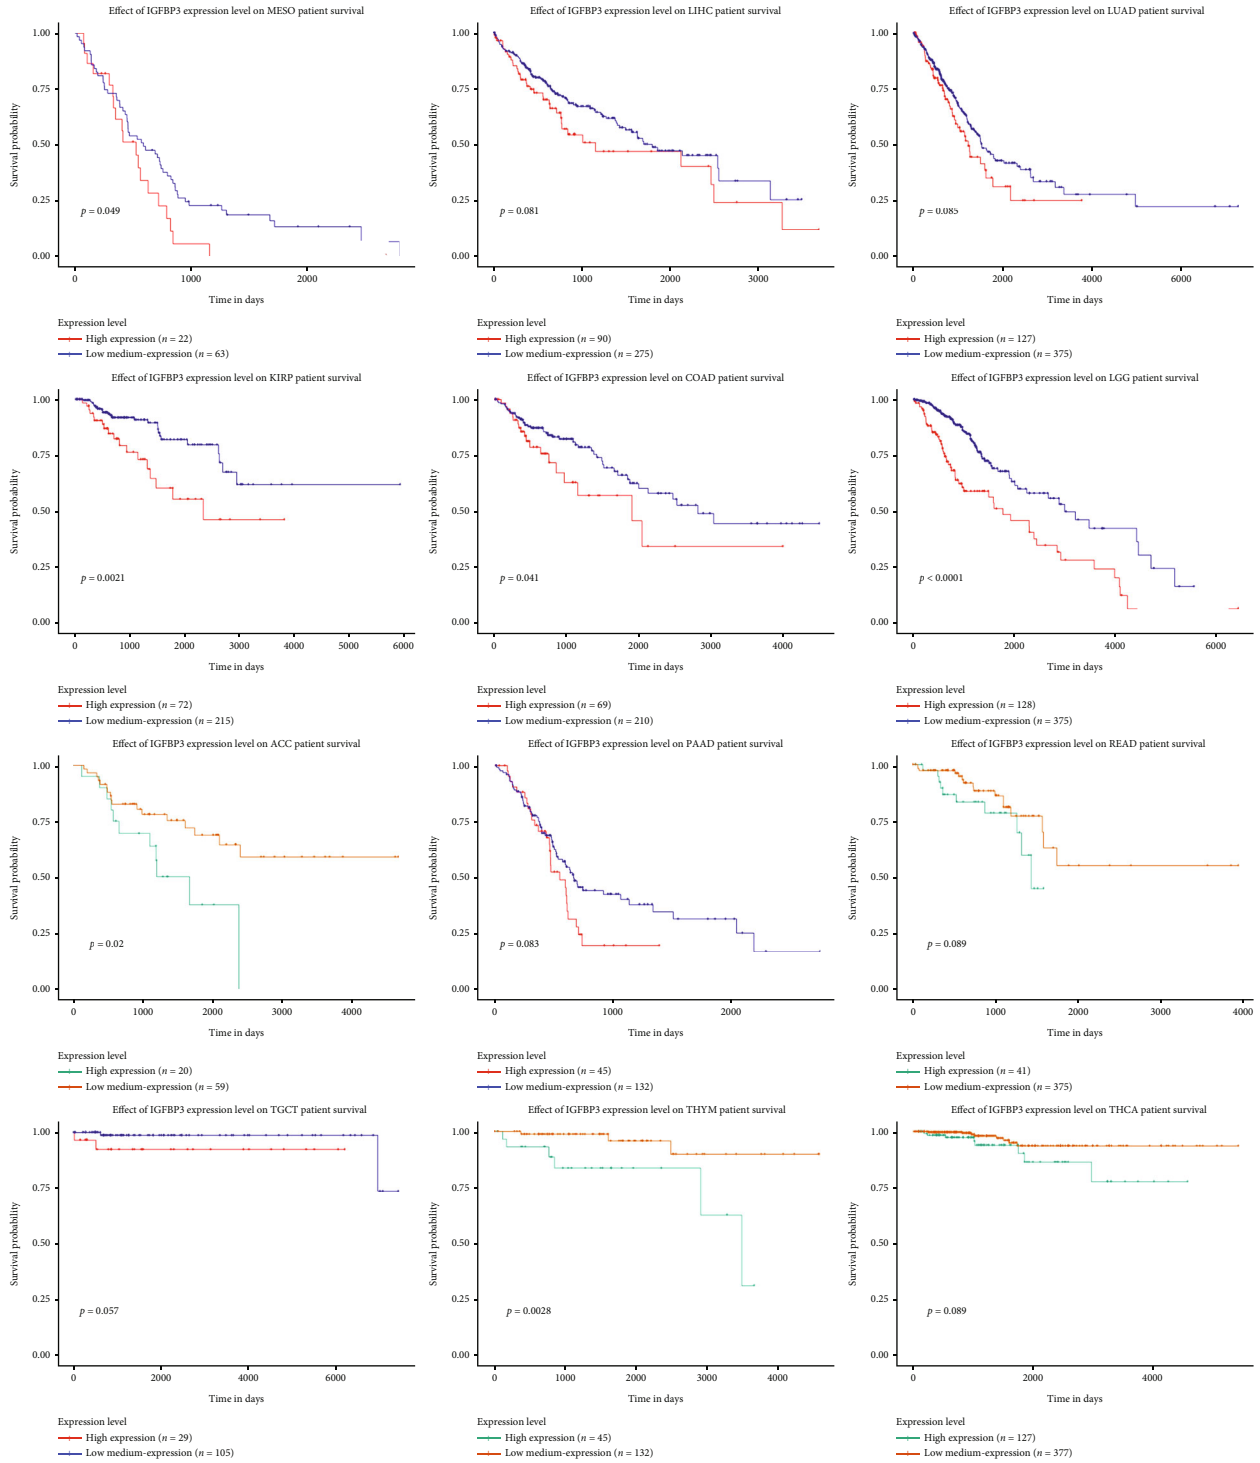 Effect of IGFBP3 expression level on MESO patient survival
1.00
0.75
0.50
0.25
0.00
Survival probability
p = 0.049
0
1000
2000
Time in days
Expression level
High expression (n = 22)
Low medium-expression (n = 63)
Effect of IGFBP3 expression level on LIHC patient survival
1.00
0.75
0.50
0.25
0.00
Survival probability
p = 0.081
0
1000
2000
3000
Time in days
Expression level
High expression (n = 90)
Low medium-expression (n = 275)
Effect of IGFBP3 expression level on LUAD patient survival
1.00
0.75
0.50
0.25
0.00
Survival probability
p = 0.085
0
2000
4000
6000
Time in days
Expression level
High expression (n = 127)
Low medium-expression (n = 375)
Effect of IGFBP3 expression level on KIRP patient survival
1.00
0.75
0.50
0.25
0.00
Survival probability
p = 0.0021
0
1000
2000
3000
4000
5000
6000
Time in days
Expression level
High expression (n = 72)
Low medium-expression (n = 215)
Effect of IGFBP3 expression level on COAD patient survival
1.00
0.75
0.50
0.25
0.00
Survival probability
p = 0.041
0
1000
2000
3000
4000
Time in days
Expression level
High expression (n = 69)
Low medium-expression (n = 210)
Effect of IGFBP3 expression level on LGG patient survival
1.00
0.75
0.50
0.25
0.00
Survival probability
p < 0.0001
0
2000
4000
6000
Time in days
Expression level
High expression (n = 128)
Low medium-expression (n = 375)
Effect of IGFBP3 expression level on ACC patient survival
1.00
0.75
0.50
0.25
0.00
Survival probability
p = 0.02
0
1000
2000
3000
4000
Time in days
Expression level
High expression (n = 20)
Low medium-expression (n = 59)
Effect of IGFBP3 expression level on PAAD patient survival
1.00
0.75
0.50
0.25
0.00
Survival probability
p = 0.083
0
1000
2000
Time in days
Expression level
High expression (n = 45)
Low medium-expression (n = 132)
Effect of IGFBP3 expression level on READ patient survival
1.00
0.75
0.50
0.25
0.00
Survival probability
p = 0.089
0
1000
2000
3000
4000
Time in days
Expression level
High expression (n = 41)
Low medium-expression (n = 375)
Effect of IGFBP3 expression level on TGCT patient survival
1.00
0.75
0.50
0.25
0.00
Survival probability
p = 0.057
0
2000
4000
6000
Time in days
Expression level
High expression (n = 29)
Low medium-expression (n = 105)
Effect of IGFBP3 expression level on THYM patient survival
1.00
0.75
0.50
0.25
0.00
Survival probability
p = 0.0028
0
1000
2000
3000
4000
Time in days
Expression level
High expression (n = 45)
Low medium-expression (n = 132)
Effect of IGFBP3 expression level on THCA patient survival
1.00
0.75
0.50
0.25
0.00
Survival probability
p = 0.089
0
2000
4000
Time in days
Expression level
High expression (n = 127)
Low medium-expression (n = 377)